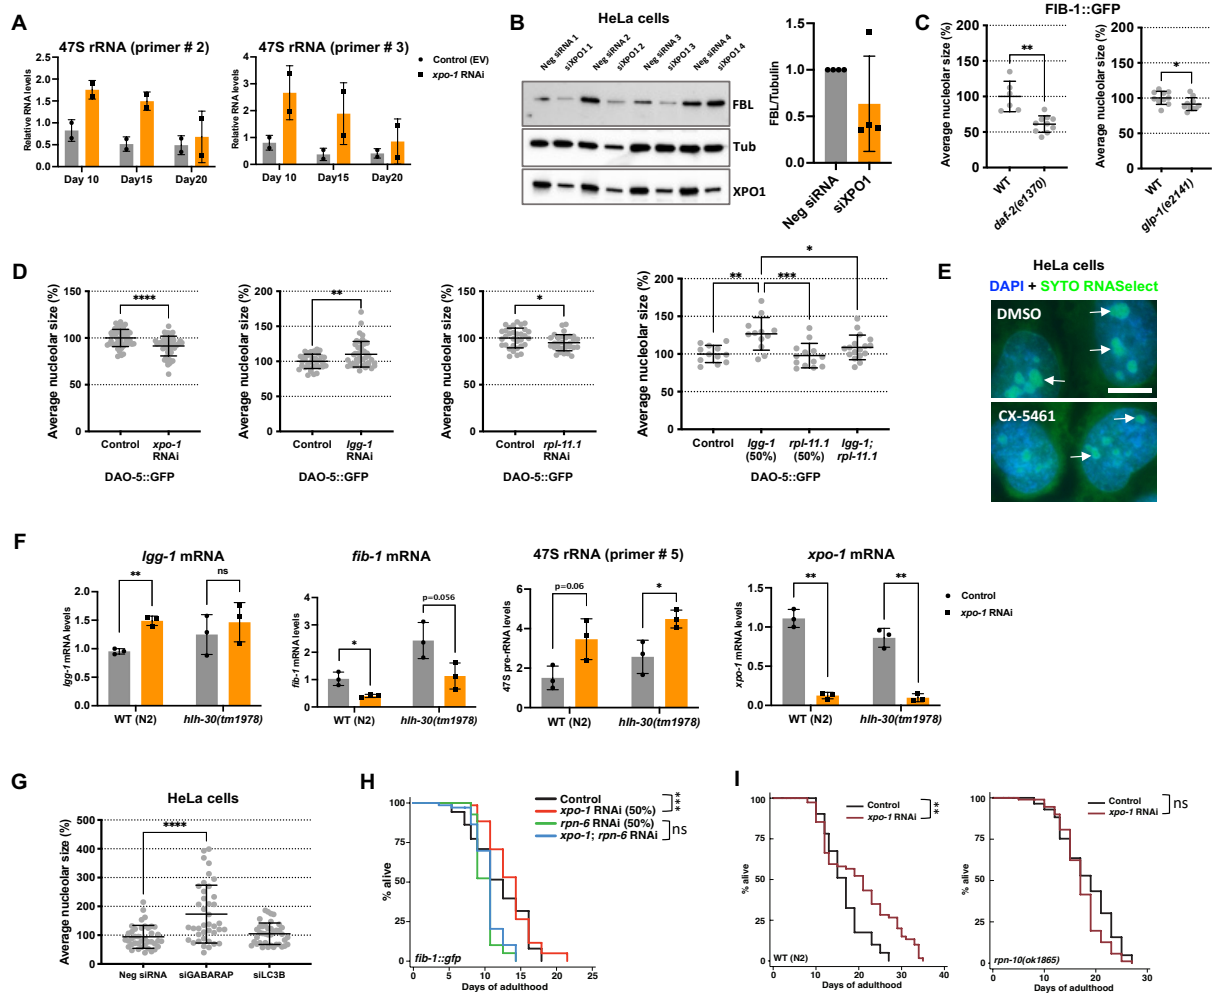 A
47S rRNA (primer # 2)
Relative RNA levels
2.5
2.0
1.5
1.0
0.5
0.0
Day 10
Day15
Day20
47S rRNA (primer # 3)
Relative RNA levels
4
3
2
1
0
Day 10
Day15
Day20
Control (EV)
xpo-1 RNAi
B
HeLa cells
Neg siRNA 1
siXPO1 1
Neg siRNA 2
siXPO1 2
Neg siRNA 3
siXPO1 3
Neg siRNA 4
siXPO1 4
FBL
Tub
XPO1
FBL/Tubulin
1.5
1.0
0.5
0.0
Neg siRNA
siXPO1
C
FIB-1::GFP
Average nucleolar size (%)
200
150
100
50
0
**
WT
daf-2(e1370)
Average nucleolar size (%)
200
150
100
50
0
*
WT
glp-1(e2141)
D
Average nucleolar size (%)
150
100
50
0
****
Control
xpo-1
RNAi
DAO-5::GFP
Average nucleolar size (%)
200
150
100
50
0
**
Control
lgg-1
RNAi
DAO-5::GFP
Average nucleolar size (%)
150
100
50
0
*
Control
rpl-11.1
RNAi
DAO-5::GFP
Average nucleolar size (%)
200
150
100
50
0
**
***
*
Control
lgg-1
(50%)
rpl-11.1
(50%)
lgg-1;
rpl-11.1
DAO-5::GFP
E
HeLa cells
DAPI + SYTO RNASelect
DMSO
CX-5461
F
lgg-1 mRNA
lgg-1 mRNA levels
2.0
1.5
1.0
0.5
0.0
**
ns
WT (N2)
hlh-30(tm1978)
fib-1 mRNA
fib-1 mRNA levels
4
3
2
1
0
*
p=0.056
WT (N2)
hlh-30(tm1978)
47S rRNA (primer # 5)
47S pre-rRNA levels
6
4
2
0
p=0.06
*
WT (N2)
hlh-30(tm1978)
xpo-1 mRNA
xpo-1 mRNA levels
1.5
1.0
0.5
0.0
**
**
WT (N2)
hlh-30(tm1978)
Control
xpo-1 RNAi
G
HeLa cells
Average nucleolar size (%)
500
400
300
200
100
0
****
Neg siRNA
siGABARAP
siLC3B
H
% alive
100
75
50
25
0
0
5
10
15
20
25
Days of adulthood
fib-1::gfp
Control
xpo-1 RNAi (50%)
rpn-6 RNAi (50%)
xpo-1; rpn-6 RNAi
***
ns
I
% alive
100
75
50
25
0
0
10
20
30
40
Days of adulthood
WT (N2)
Control
xpo-1 RNAi
**
% alive
100
75
50
25
0
0
10
20
30
Days of adulthood
rpn-10(ok1865)
Control
xpo-1 RNAi
ns